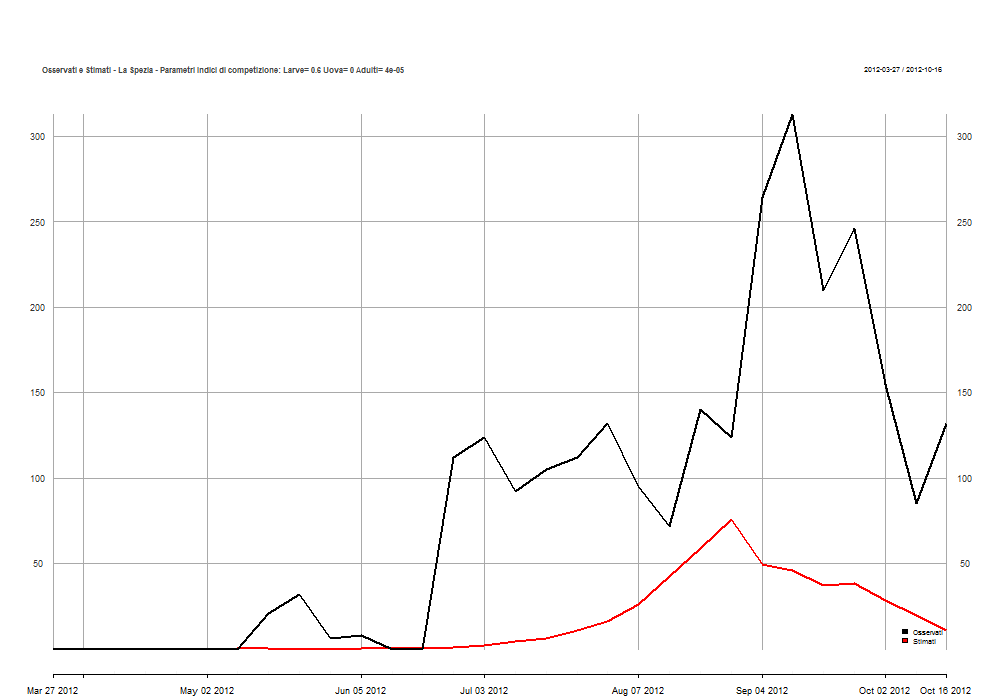 Osservati e Stimati - La Spezia - Parametri Indici di competizione: Larve= 0.6 Uova= 0 Adulti= 4e-05
2012-03-27 / 2012-10-16
300 300
250 250
200 200
150 150
100 100
50 50
Osservati
Stimati
Mar 27 2012 May 02 2012 Jun 05 2012 Jul 03 2012 Aug 07 2012 Sep 04 2012 Oct 02 2012 Oct 16 2012